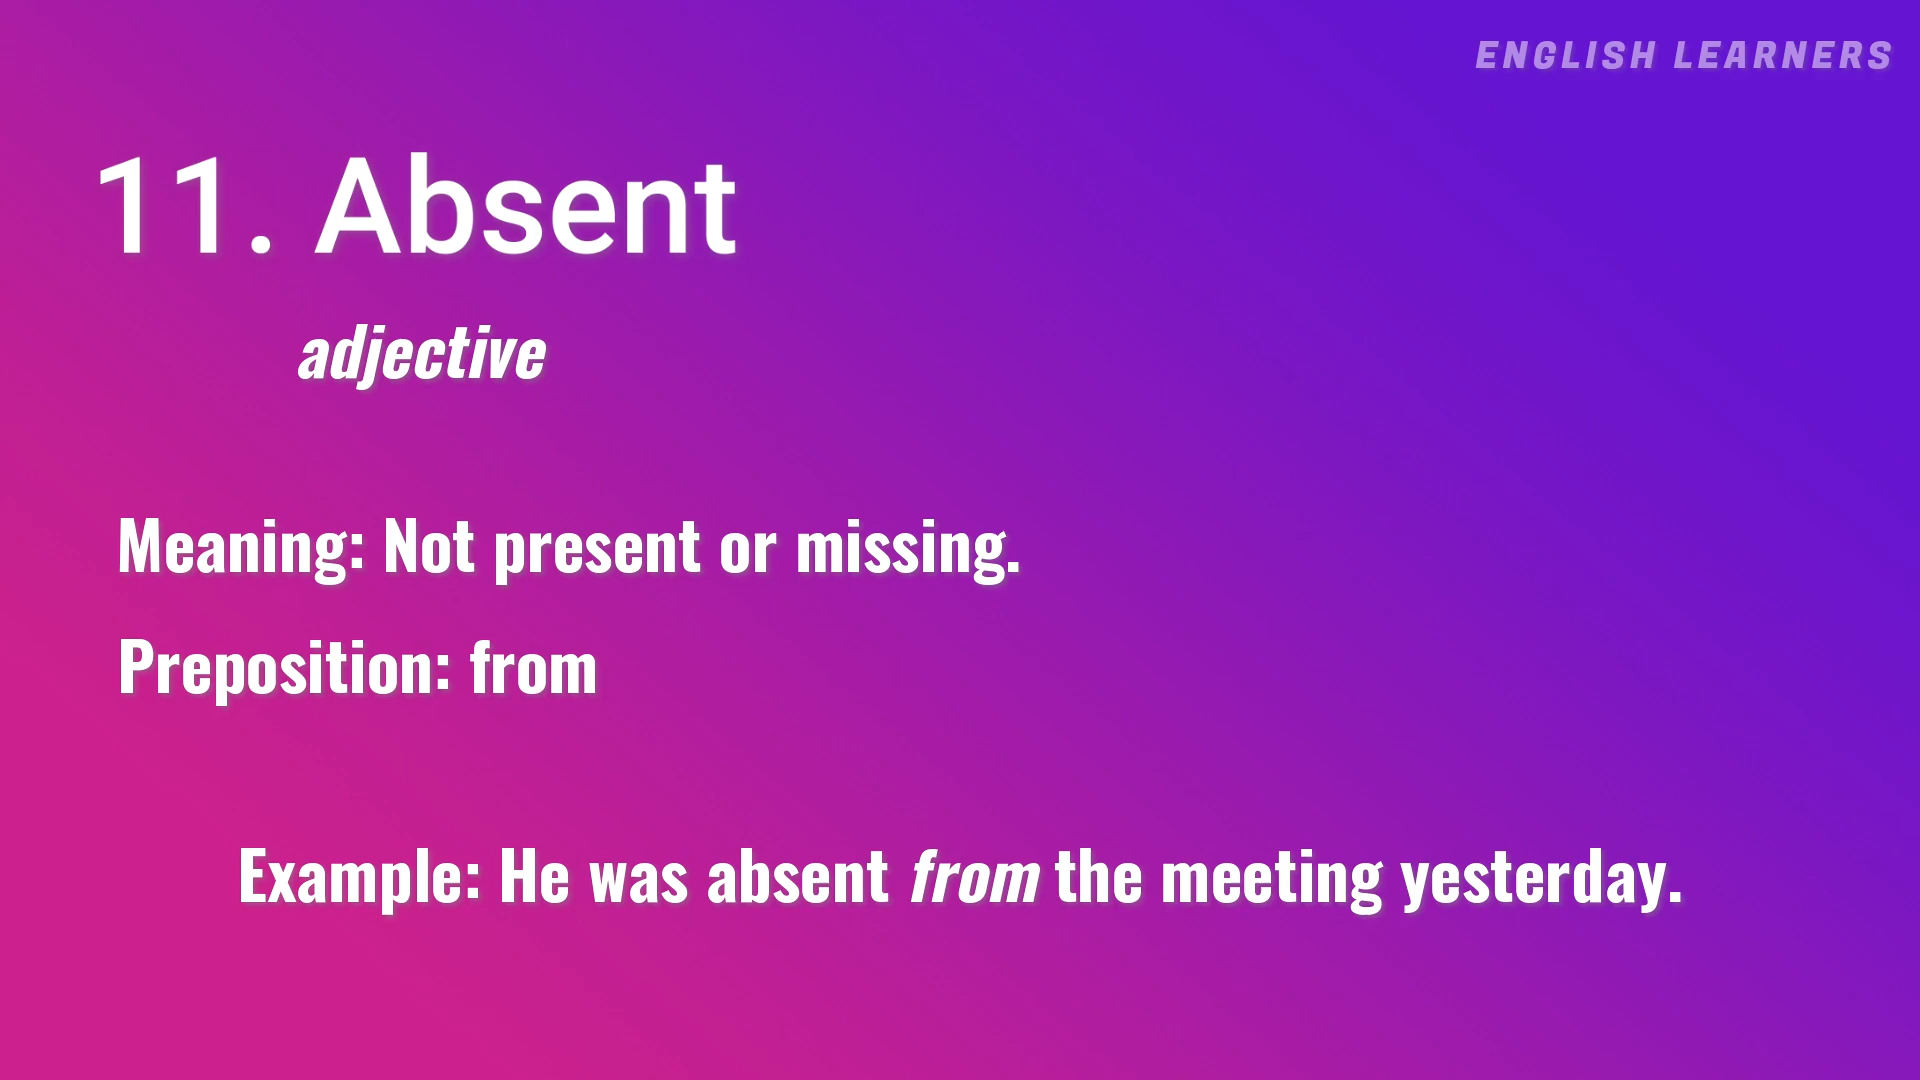 ENGLISH LEARNERS
11. Absent
adjective
Meaning: Not present or missing.
Preposition: from
Example: He was absent from the meeting yesterday.